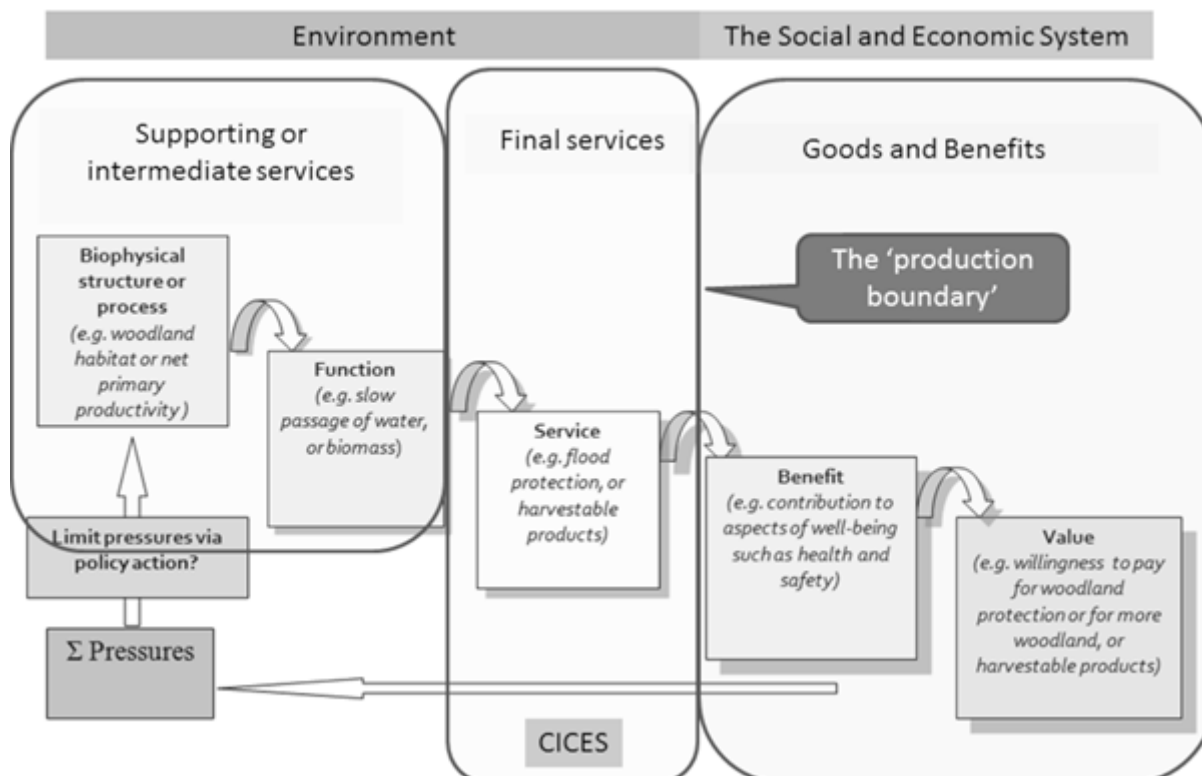 Environment
The Social and Economic System
Supporting or
intermediate services
Final services
Goods and Benefits
Biophysical
structure or
process
(e.g. woodland
habitat or net
primary
productivity )
The ‘production
boundary’
Function
(e.g. slow
passage of water,
or biomass)
Service
(e.g. flood
protection, or
harvestable
products)
Benefit
(e.g. contribution to
aspects of well-being
such as health and
safety)
Value
(e.g. willingness to pay
for woodland
protection or for more
woodland, or
harvestable products)
Limit pressures via
policy action?
Σ Pressures
CICES